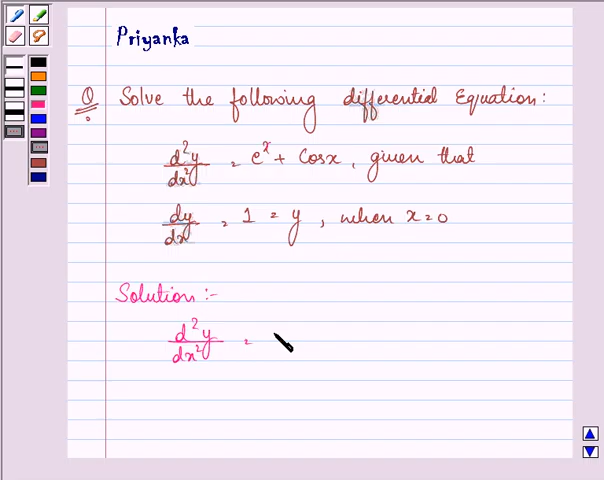 Priyanka
Q. Solve the following differential Equation:
d²y/dx² = eˣ + Cosx, given that
dy/dx = 1 = y, when x=0
Solution :-
d²y/dx² =